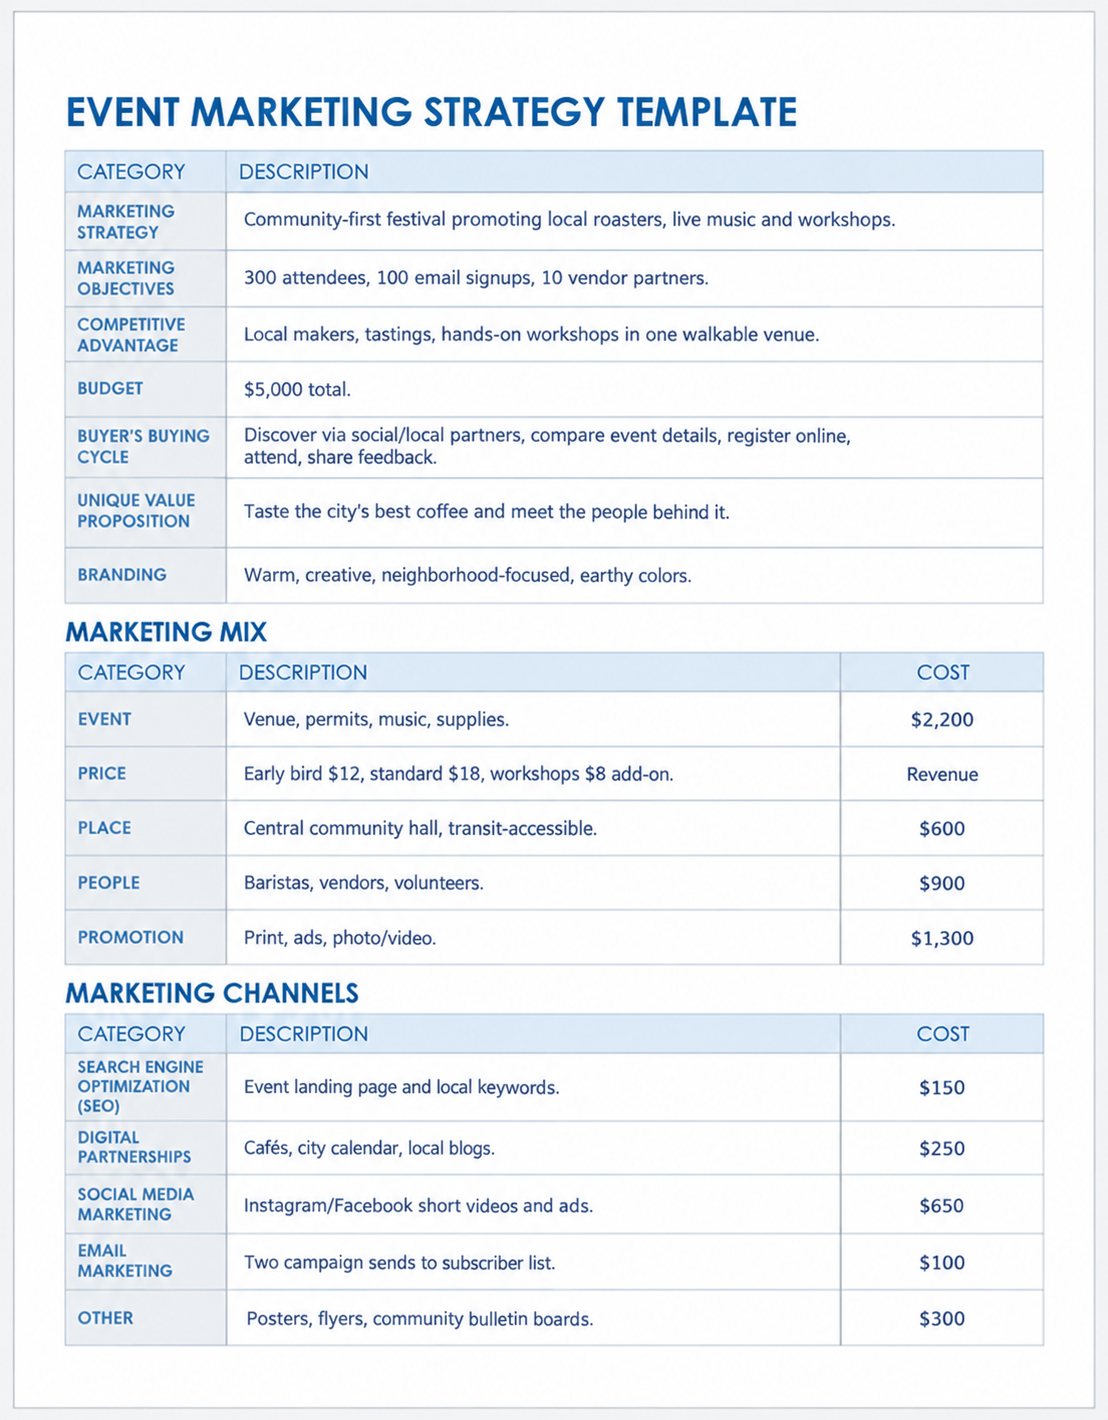 EVENT MARKETING STRATEGY TEMPLATE
CATEGORY DESCRIPTION
MARKETING
STRATEGY
Community-first festival promoting local roasters, live music and workshops.
MARKETING
OBJECTIVES
300 attendees, 100 email signups, 10 vendor partners.
COMPETITIVE
ADVANTAGE
Local makers, tastings, hands-on workshops in one walkable venue.
BUDGET
$5,000 total.
BUYER'S BUYING
CYCLE
Discover via social/local partners, compare event details, register online,
attend, share feedback.
UNIQUE VALUE
PROPOSITION
Taste the city's best coffee and meet the people behind it.
BRANDING
Warm, creative, neighborhood-focused, earthy colors.
MARKETING MIX
CATEGORY DESCRIPTION COST
EVENT Venue, permits, music, supplies. $2,200
PRICE Early bird $12, standard $18, workshops $8 add-on. Revenue
PLACE Central community hall, transit-accessible. $600
PEOPLE Baristas, vendors, volunteers. $900
PROMOTION Print, ads, photo/video. $1,300
MARKETING CHANNELS
CATEGORY DESCRIPTION COST
SEARCH ENGINE
OPTIMIZATION
(SEO)
Event landing page and local keywords. $150
DIGITAL
PARTNERSHIPS
Cafés, city calendar, local blogs. $250
SOCIAL MEDIA
MARKETING
Instagram/Facebook short videos and ads. $650
EMAIL
MARKETING
Two campaign sends to subscriber list. $100
OTHER Posters, flyers, community bulletin boards. $300